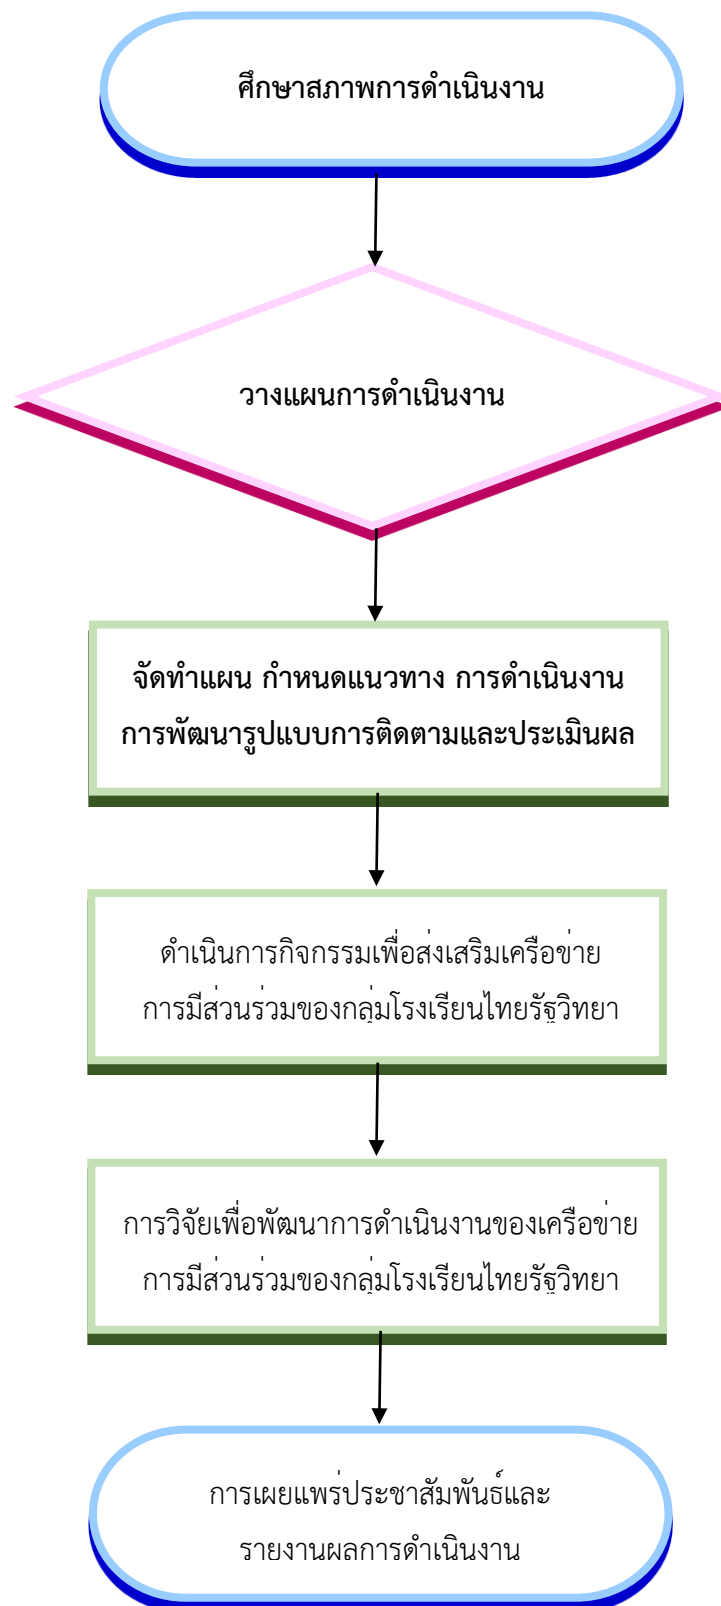 ศึกษาสภาพการดำเนินงาน
วางแผนการดำเนินงาน
จัดทำแผน กำหนดแนวทาง การดำเนินงาน
การพัฒนารูปแบบการติดตามและประเมินผล
ดำเนินการกิจกรรมเพื่อส่งเสริมเครือข่าย
การมีส่วนร่วมของกลุ่มโรงเรียนไทยรัฐวิทยา
การวิจัยเพื่อพัฒนาการดำเนินงานของเครือข่าย
การมีส่วนร่วมของกลุ่มโรงเรียนไทยรัฐวิทยา
การเผยแพร่ประชาสัมพันธ์และ
รายงานผลการดำเนินงาน